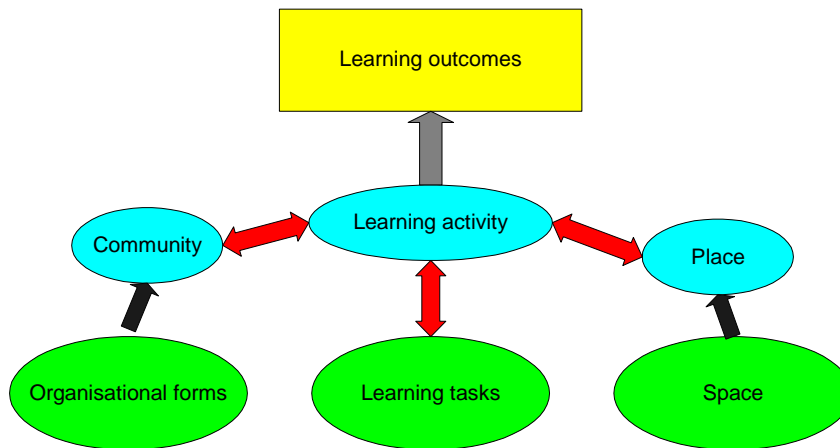 Learning outcomes
Learning activity
Community
Place
Organisational forms
Learning tasks
Space